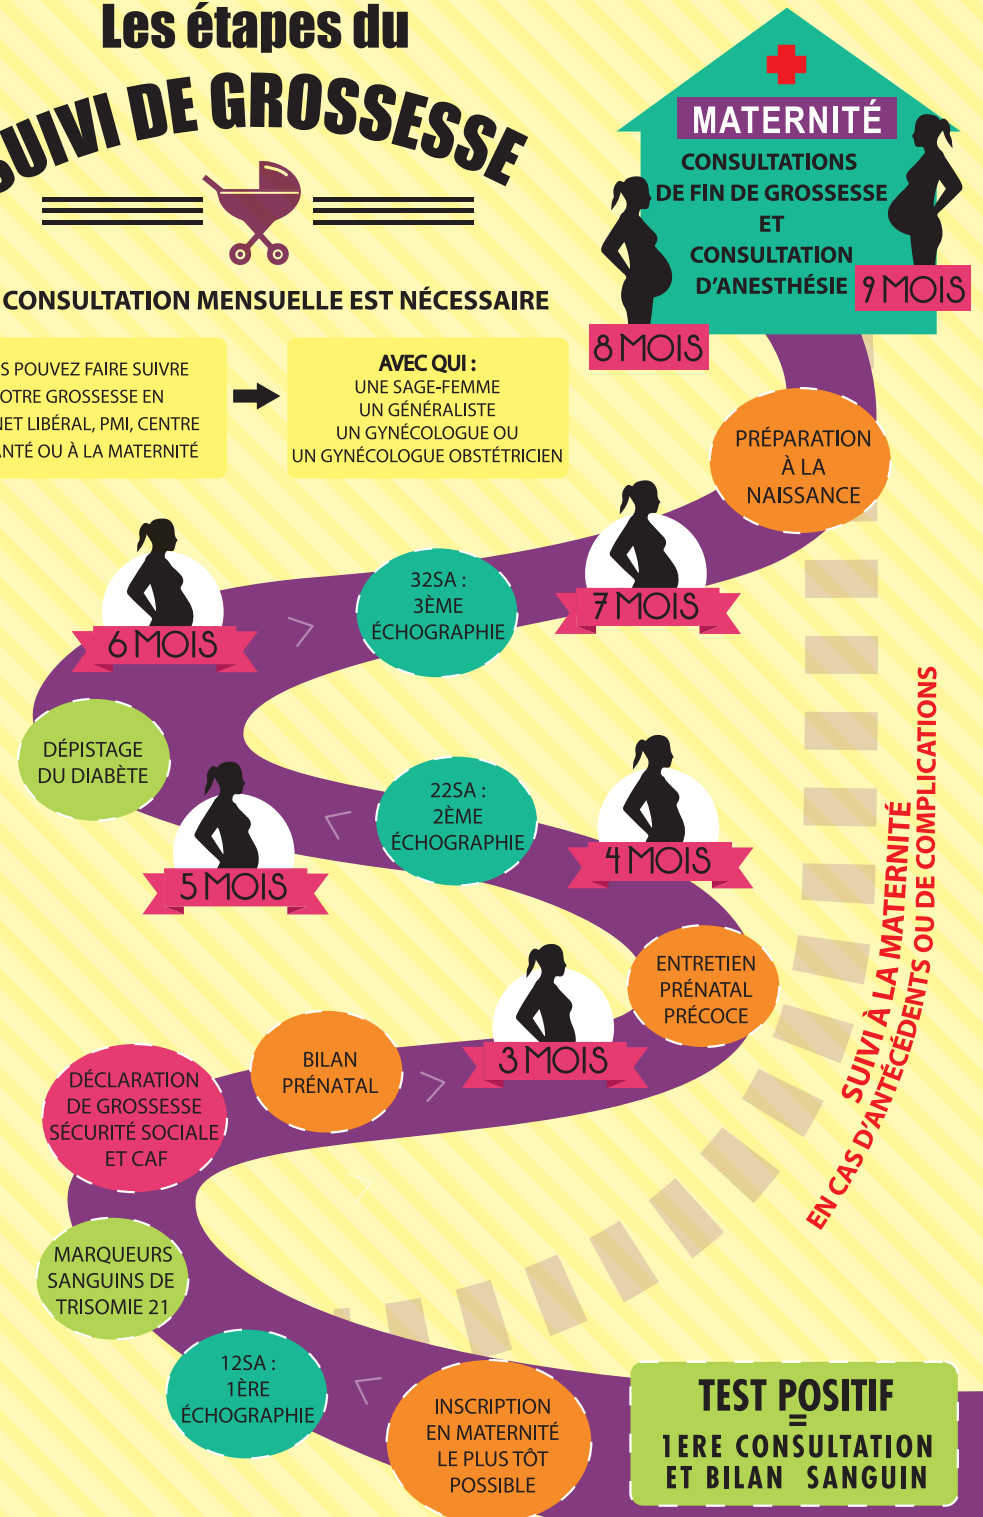 Les étapes du
SUIVI DE GROSSESSE
MATERNITÉ
CONSULTATIONS
DE FIN DE GROSSESSE
ET
CONSULTATION
D'ANESTHÉSIE
9 MOIS
8 MOIS
CONSULTATION MENSUELLE EST NÉCESSAIRE
S POUVEZ FAIRE SUIVRE
OTRE GROSSESSE EN
NET LIBÉRAL, PMI, CENTRE
ANTÉ OU À LA MATERNITÉ
AVEC QUI :
UNE SAGE-FEMME
UN GÉNÉRALISTE
UN GYNÉCOLOGUE OU
UN GYNÉCOLOGUE OBSTÉTRICIEN
PRÉPARATION
À LA
NAISSANCE
7 MOIS
32SA :
3ÈME
ÉCHOGRAPHIE
6 MOIS
DÉPISTAGE
DU DIABÈTE
5 MOIS
22SA :
2ÈME
ÉCHOGRAPHIE
4 MOIS
ENTRETIEN
PRÉNATAL
PRÉCOCE
3 MOIS
BILAN
PRÉNATAL
DÉCLARATION
DE GROSSESSE
SÉCURITÉ SOCIALE
ET CAF
MARQUEURS
SANGUINS DE
TRISOMIE 21
12SA :
1ÈRE
ÉCHOGRAPHIE
INSCRIPTION
EN MATERNITÉ
LE PLUS TÔT
POSSIBLE
TEST POSITIF
=
1ERE CONSULTATION
ET BILAN SANGUIN
SUIVI À LA MATERNITÉ
EN CAS D'ANTÉCÉDENTS OU DE COMPLICATIONS